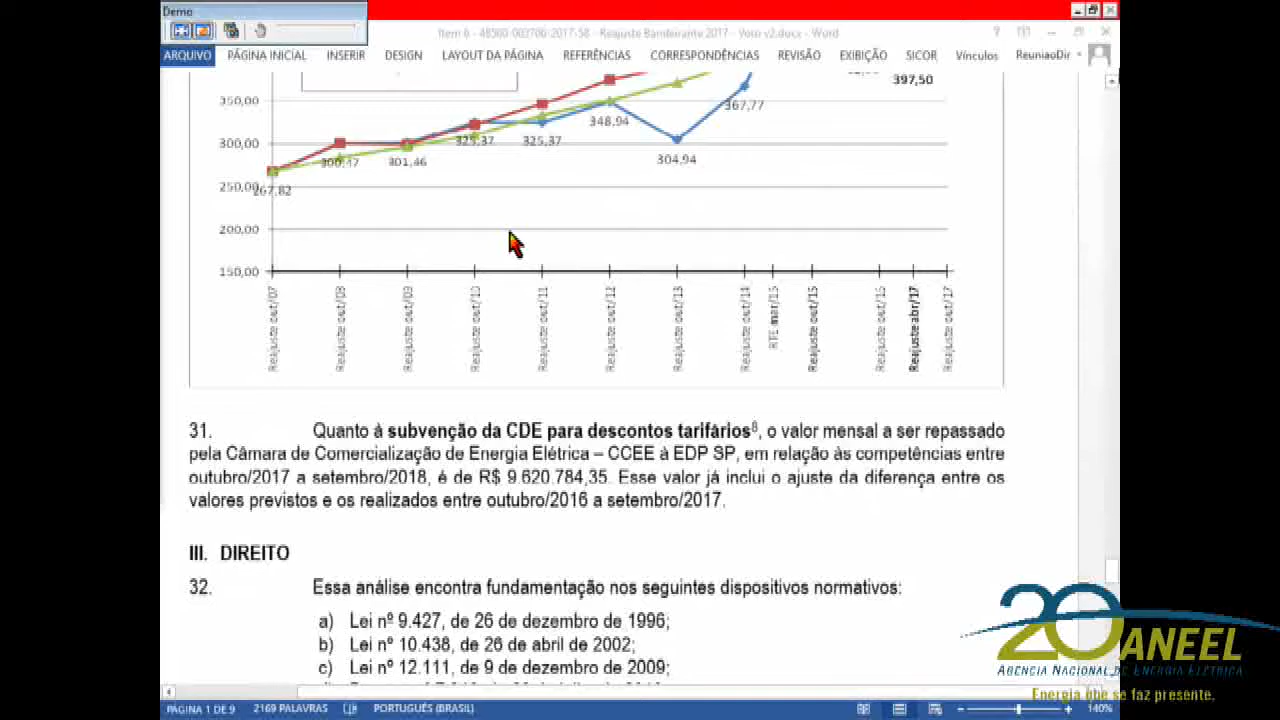 Demo
Item 6 - 48500-003706-2017-58 - Reajuste Bandeirante 2017 - Voto v2.docx - Word
ARQUIVO PÁGINA INICIAL INSERIR DESIGN LAYOUT DA PÁGINA REFERÊNCIAS CORRESPONDÊNCIAS REVISÃO EXIBIÇÃO SICOR Vínculos ReuniaoDir
397,50
350,00
367,77
348,94
300,00
325,37
325,37
300,47
301,46
304,94
250,00
267,82
200,00
150,00
Reajuste out/07
Reajuste out/08
Reajuste out/09
Reajuste out/10
Reajuste out/11
Reajuste out/12
Reajuste out/13
Reajuste out/14
RTE mar/15
Reajuste out/15
Reajuste out/15
Reajuste abr/17
Reajuste out/17
31. Quanto à subvenção da CDE para descontos tarifários8, o valor mensal a ser repassado
pela Câmara de Comercialização de Energia Elétrica – CCEE à EDP SP, em relação às competências entre
outubro/2017 a setembro/2018, é de R$ 9.620.784,35. Esse valor já inclui o ajuste da diferença entre os
valores previstos e os realizados entre outubro/2016 a setembro/2017.
III. DIREITO
32. Essa análise encontra fundamentação nos seguintes dispositivos normativos:
a) Lei nº 9.427, de 26 de dezembro de 1996;
b) Lei nº 10.438, de 26 de abril de 2002;
c) Lei nº 12.111, de 9 de dezembro de 2009;
20 ANEEL
AGÊNCIA NACIONAL DE ENERGIA ELÉTRICA
Energia que se faz presente.
PÁGINA 1 DE 9 2169 PALAVRAS PORTUGUÊS (BRASIL) 140%